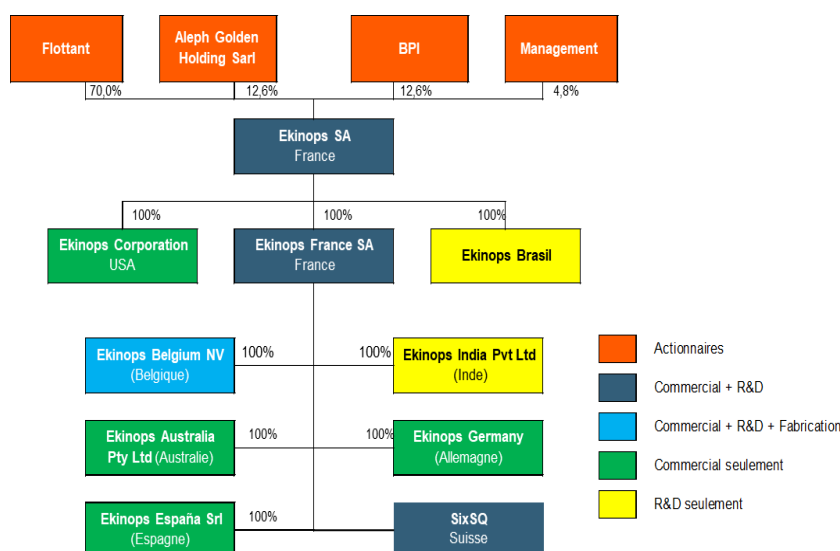 Flottant
Aleph Golden
Holding Sarl
BPI
Management
70,0%
12,6%
12,6%
4,8%
Ekinops SA
France
100%
100%
100%
Ekinops Corporation
USA
Ekinops France SA
France
Ekinops Brasil
Ekinops Belgium NV
(Belgique)
100%
100%
Ekinops India Pvt Ltd
(Inde)
Ekinops Australia
Pty Ltd (Australie)
100%
100%
Ekinops Germany
(Allemagne)
Ekinops España Srl
(Espagne)
100%
SixSQ
Suisse
Actionnaires
Commercial + R&D
Commercial + R&D + Fabrication
Commercial seulement
R&D seulement